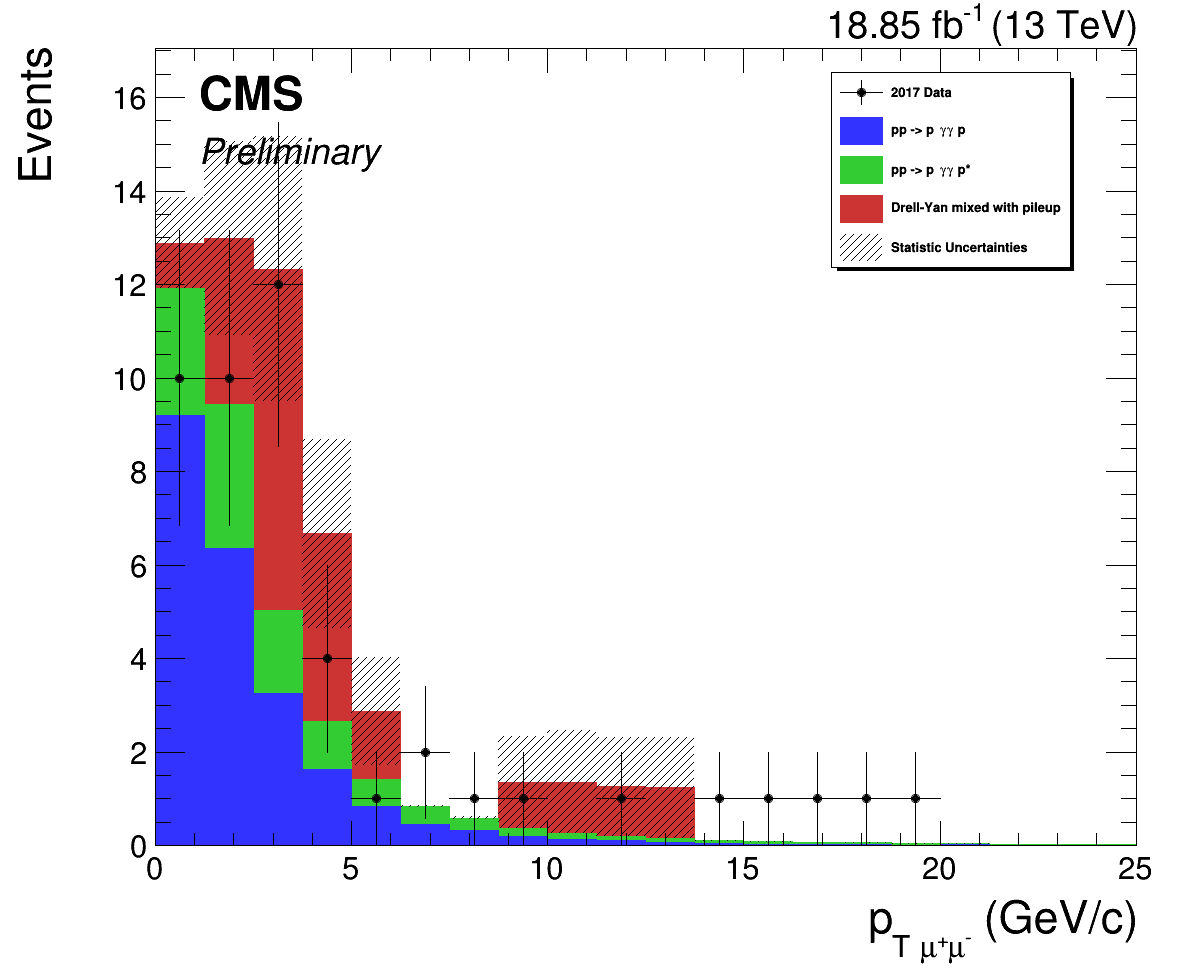 18.85 fb⁻¹ (13 TeV)
Events
CMS
Preliminary
2017 Data
pp -> p γγ p
pp -> p γγ p*
Drell-Yan mixed with pileup
Statistic Uncertainties
16
14
12
10
8
6
4
2
0
0 5 10 15 20 25
p_T μ⁺μ⁻ (GeV/c)